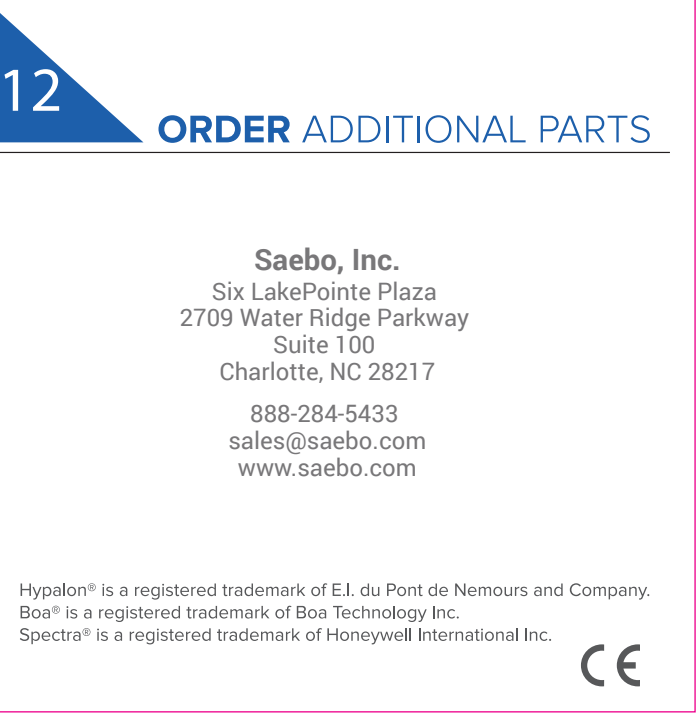 12
ORDER ADDITIONAL PARTS
Saebo, Inc.
Six LakePointe Plaza
2709 Water Ridge Parkway
Suite 100
Charlotte, NC 28217
888-284-5433
sales@saebo.com
www.saebo.com
Hypalon® is a registered trademark of E.I. du Pont de Nemours and Company.
Boa® is a registered trademark of Boa Technology Inc.
Spectra® is a registered trademark of Honeywell International Inc.
CE